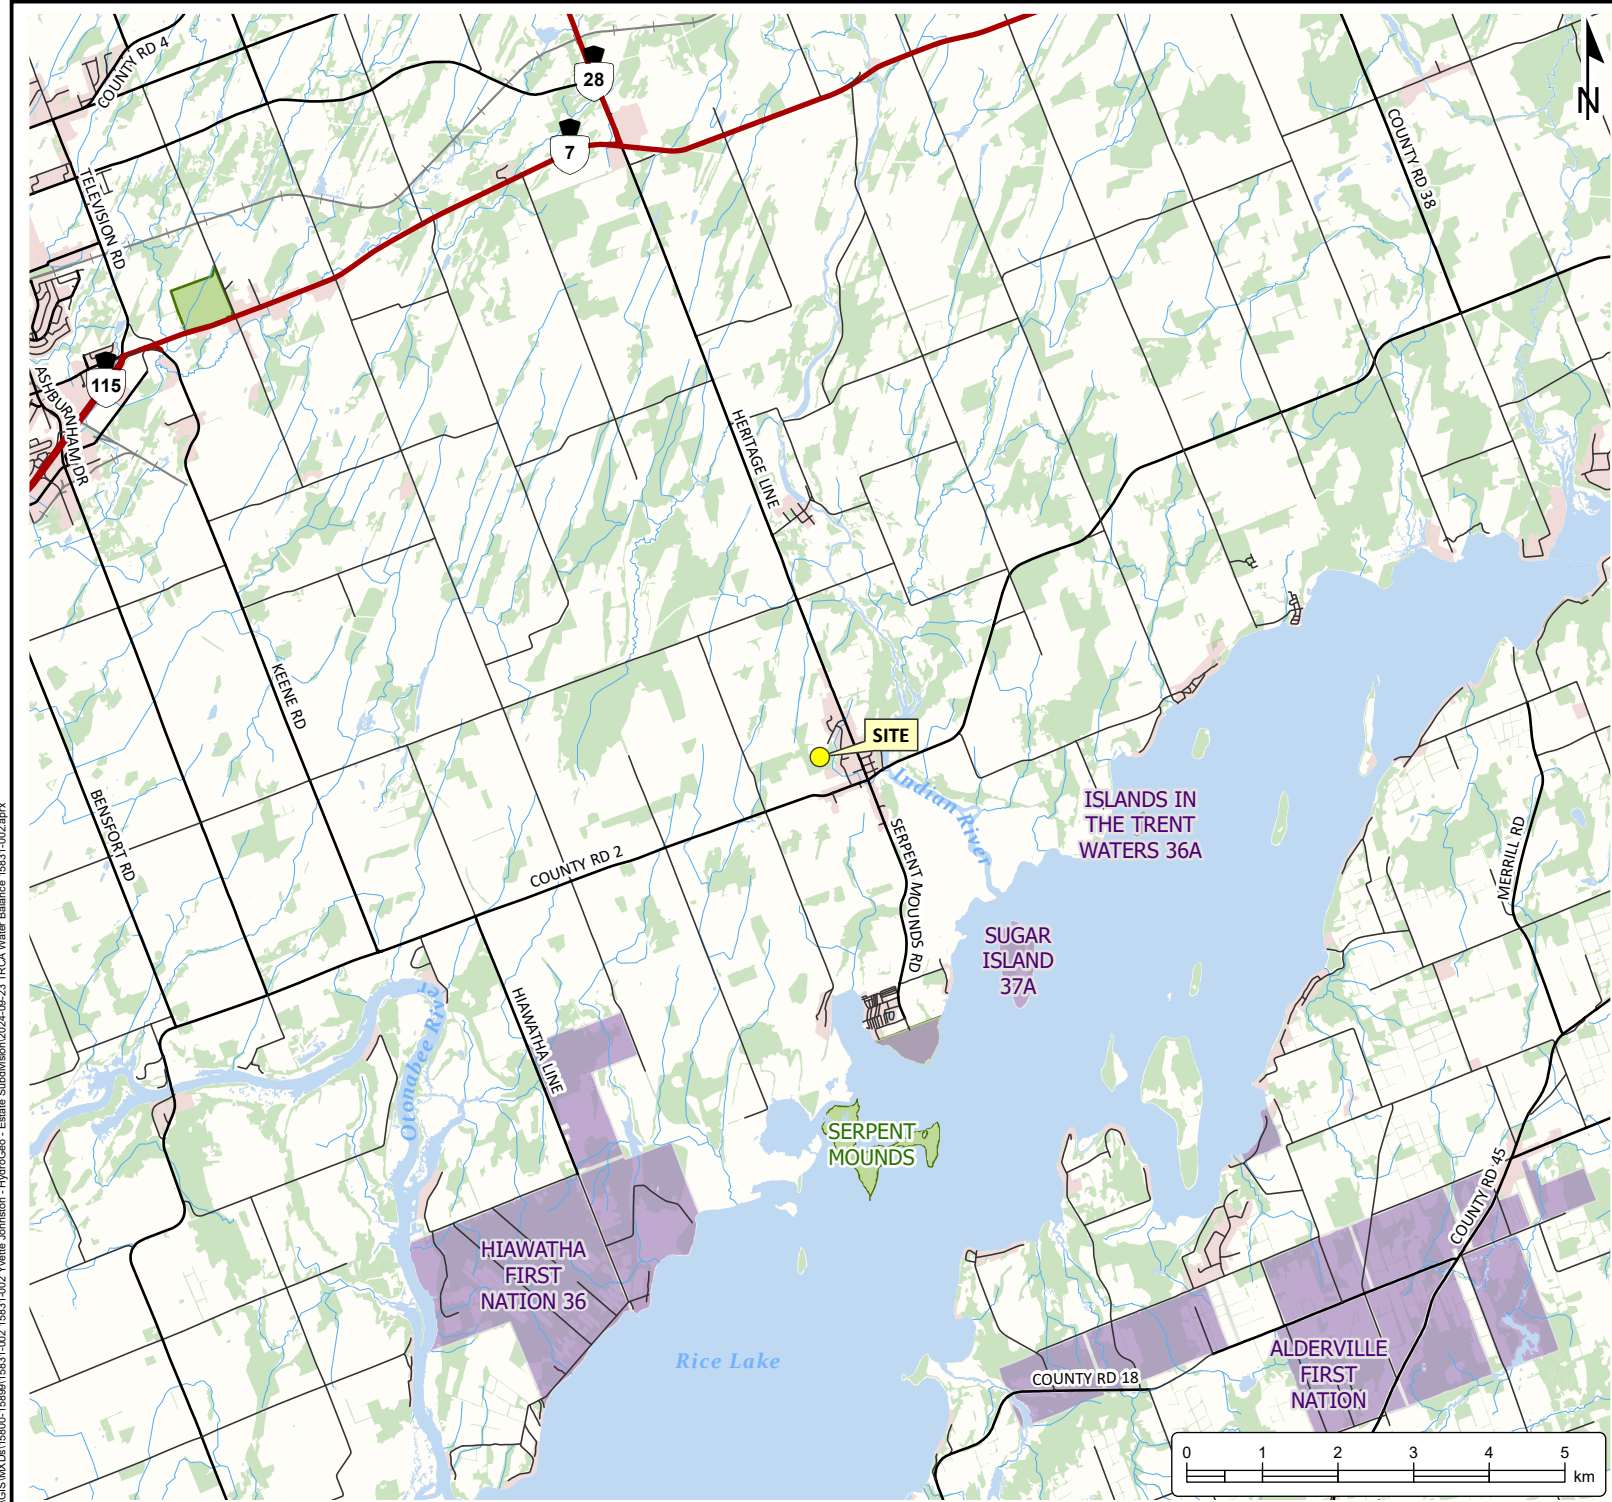 COUNTY RD 4
28
7
N
COUNTY RD 38
TELEVISION RD
115
ASHBURNHAM DR
HERITAGE LINE
KEENE RD
SITE
Indian River
ISLANDS IN
THE TRENT
WATERS 36A
BENSFORT RD
COUNTY RD 2
SERPENT MOUNDS RD
MERRILL RD
SUGAR
ISLAND
37A
Otonabee River
HIAWATHA LINE
SERPENT
MOUNDS
COUNTY RD 45
HIAWATHA
FIRST
NATION 36
Rice Lake
ALDERVILLE
FIRST
NATION
COUNTY RD 18
0 1 2 3 4 5
km